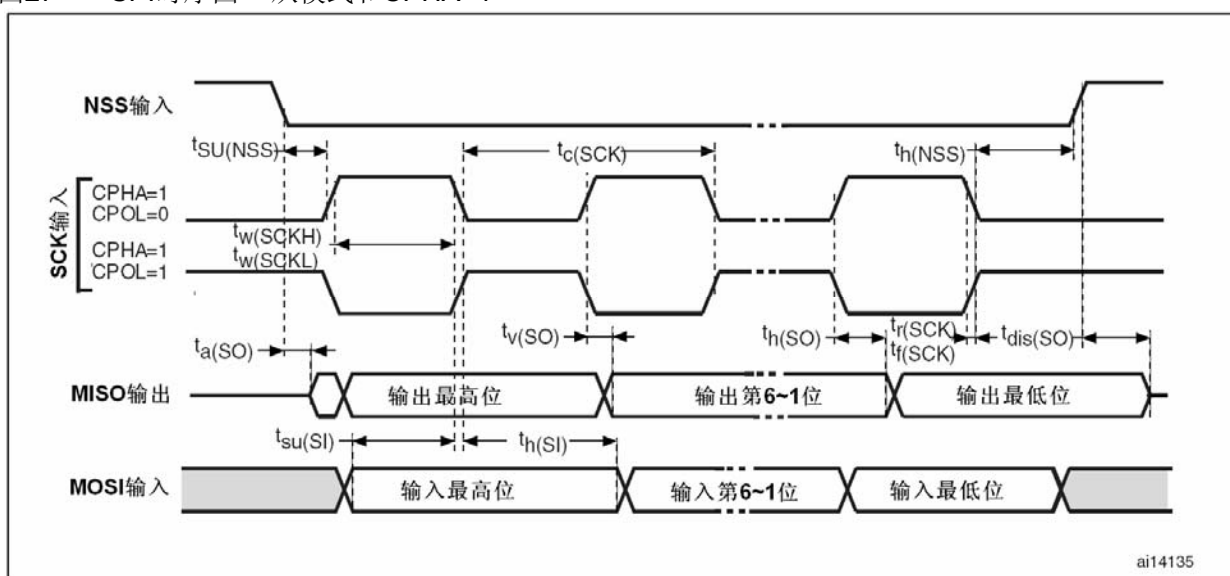 NSS输入
tSU(NSS)
tc(SCK)
th(NSS)
SCK输入
CPHA=1
CPOL=0
tw(SCKH)
tw(SCKL)
CPHA=1
CPOL=1
ta(SO)
tv(SO)
th(SO)
tr(SCK)
tf(SCK)
tdis(SO)
MISO输出
输出最高位
输出第6~1位
输出最低位
tsu(SI)
th(SI)
MOSI输入
输入最高位
输入第6~1位
输入最低位
ai14135